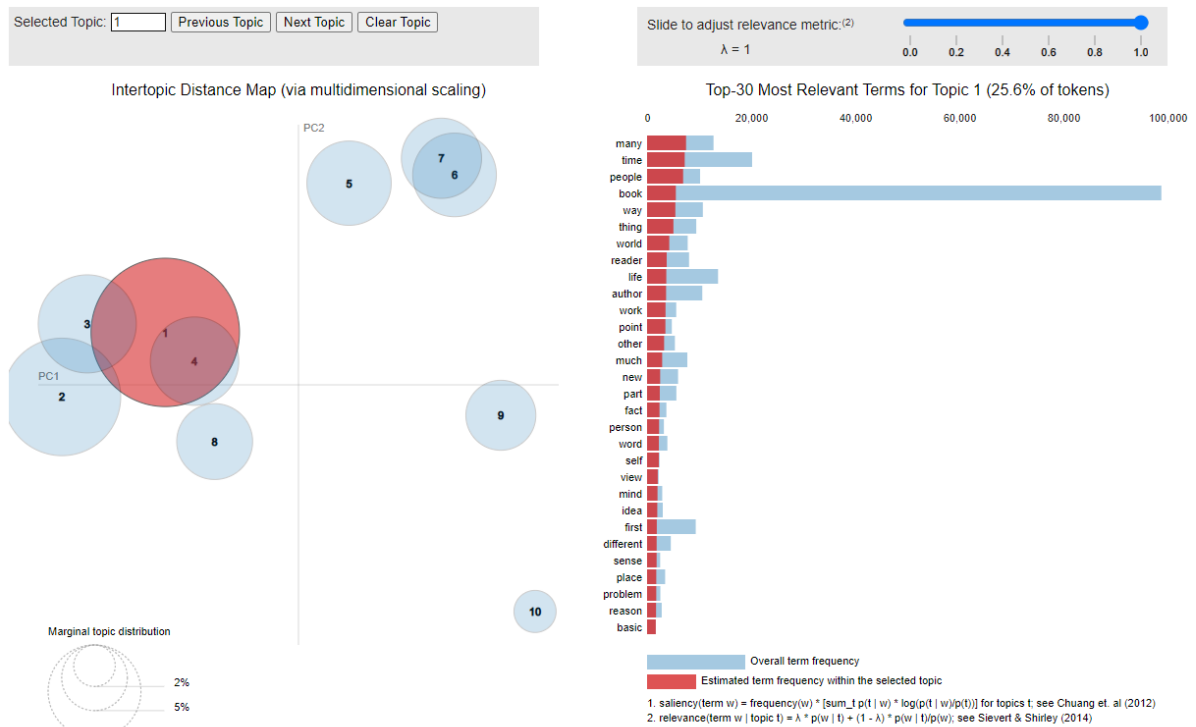 Selected Topic: 1 Previous Topic Next Topic Clear Topic
Slide to adjust relevance metric:(2)
λ = 1
0.0 0.2 0.4 0.6 0.8 1.0
Intertopic Distance Map (via multidimensional scaling)
PC2
PC1
7
6
5
3
1
4
2
9
8
10
Marginal topic distribution
2%
5%
Top-30 Most Relevant Terms for Topic 1 (25.6% of tokens)
0 20,000 40,000 60,000 80,000 100,000
many
time
people
book
way
thing
world
reader
life
author
work
point
other
much
new
part
fact
person
word
self
view
mind
idea
first
different
sense
place
problem
reason
basic
Overall term frequency
Estimated term frequency within the selected topic
1. saliency(term w) = frequency(w) * [sum_t p(t | w) * log(p(t | w)/p(t))] for topics t; see Chuang et. al (2012)
2. relevance(term w | topic t) = λ * p(w | t) + (1 - λ) * p(w | t)/p(w); see Sievert & Shirley (2014)